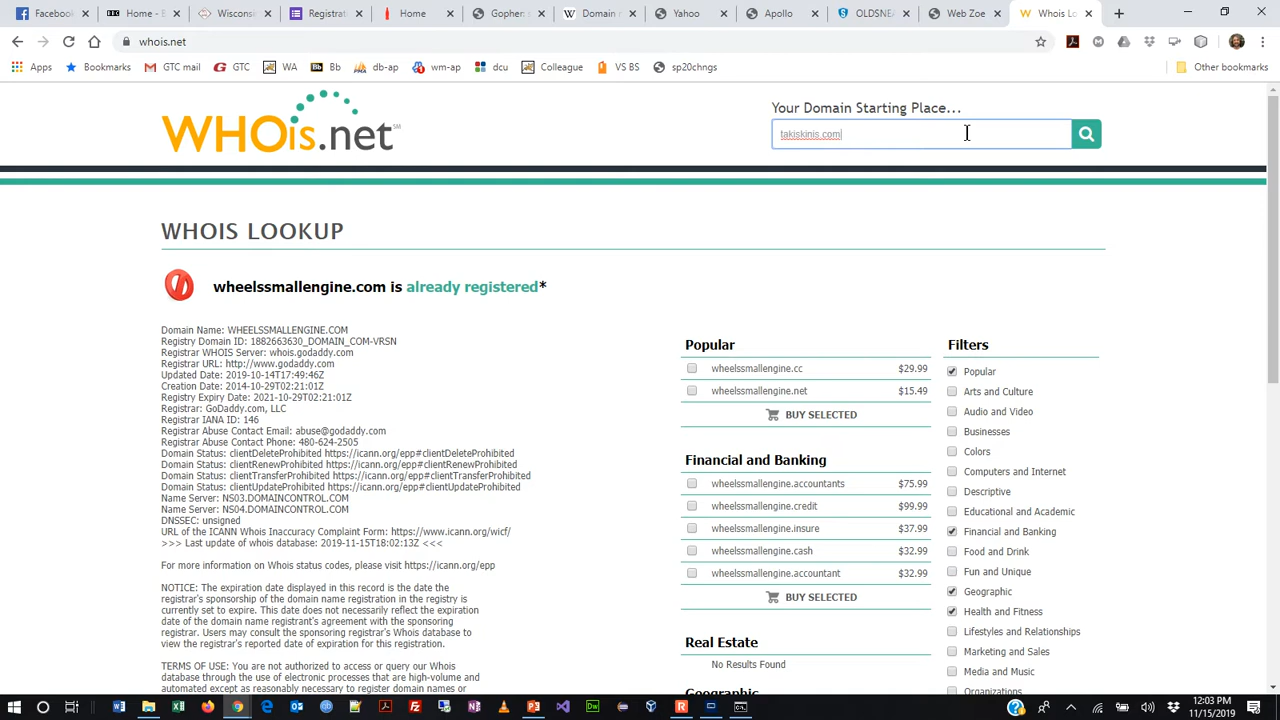 Facebook
Home - B
Wisconsin
Registrati
Home
Gopher s
Domain n
Yahoo
Apollo
OLDSNEA
Web Zoe
Whois Lo
whois.net
Apps
Bookmarks
GTC mail
GTC
WA
Bb
db-ap
wm-ap
dcu
Colleague
VS BS
sp20chngs
Other bookmarks
WHOis.net
Your Domain Starting Place...
takiskinis.com
WHOIS LOOKUP
wheelssmallengine.com is already registered*
Domain Name: WHEELSSMALLENGINE.COM
Registry Domain ID: 1882663630_DOMAIN_COM-VRSN
Registrar WHOIS Server: whois.godaddy.com
Registrar URL: http://www.godaddy.com
Updated Date: 2019-10-14T17:49:46Z
Creation Date: 2014-10-29T02:21:01Z
Registry Expiry Date: 2021-10-29T02:21:01Z
Registrar: GoDaddy.com, LLC
Registrar IANA ID: 146
Registrar Abuse Contact Email: abuse@godaddy.com
Registrar Abuse Contact Phone: 480-624-2505
Domain Status: clientDeleteProhibited https://icann.org/epp#clientDeleteProhibited
Domain Status: clientRenewProhibited https://icann.org/epp#clientRenewProhibited
Domain Status: clientTransferProhibited https://icann.org/epp#clientTransferProhibited
Domain Status: clientUpdateProhibited https://icann.org/epp#clientUpdateProhibited
Name Server: NS03.DOMAINCONTROL.COM
Name Server: NS04.DOMAINCONTROL.COM
DNSSEC: unsigned
URL of the ICANN Whois Inaccuracy Complaint Form: https://www.icann.org/wicf/
>>> Last update of whois database: 2019-11-15T18:02:13Z <<<
For more information on Whois status codes, please visit https://icann.org/epp
NOTICE: The expiration date displayed in this record is the date the
registrar's sponsorship of the domain name registration in the registry is
currently set to expire. This date does not necessarily reflect the expiration
date of the domain name registrant's agreement with the sponsoring
registrar. Users may consult the sponsoring registrar's Whois database to
view the registrar's reported date of expiration for this registration.
TERMS OF USE: You are not authorized to access or query our Whois
database through the use of electronic processes that are high-volume and
automated except as reasonably necessary to register domain names or
Popular
wheelssmallengine.cc $29.99
wheelssmallengine.net $15.49
BUY SELECTED
Financial and Banking
wheelssmallengine.accountants $75.99
wheelssmallengine.credit $99.99
wheelssmallengine.insure $37.99
wheelssmallengine.cash $32.99
wheelssmallengine.accountant $32.99
BUY SELECTED
Real Estate
No Results Found
Geographic
Filters
Popular
Arts and Culture
Audio and Video
Businesses
Colors
Computers and Internet
Descriptive
Educational and Academic
Financial and Banking
Food and Drink
Fun and Unique
Geographic
Health and Fitness
Lifestyles and Relationships
Marketing and Sales
Media and Music
Organizations
12:03 PM
11/15/2019